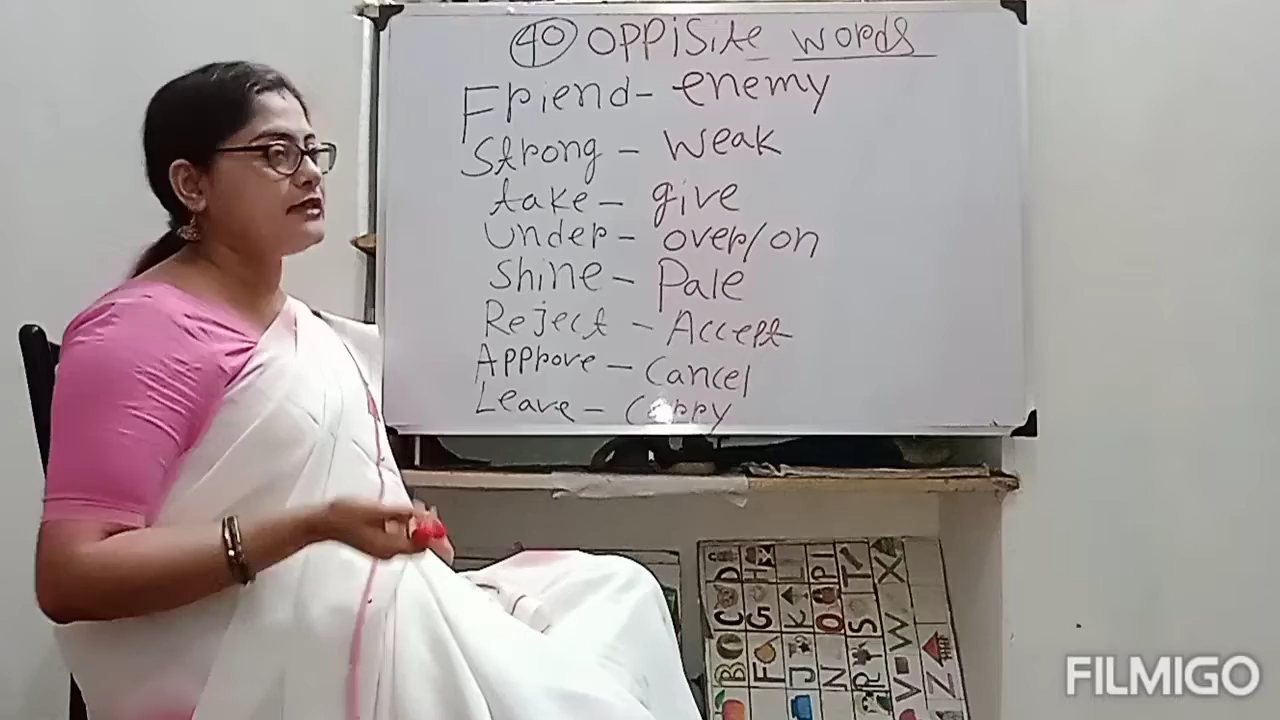 40 OPPiSite words
Friend- enemy
Strong - Weak
take - give
Under - over/on
Shine - Pale
Reject - Accept
Approve - Cancel
Leave - Carry
B C D
F G H
J K L
N O P I
R S T
V W X
Z
FILMIGO